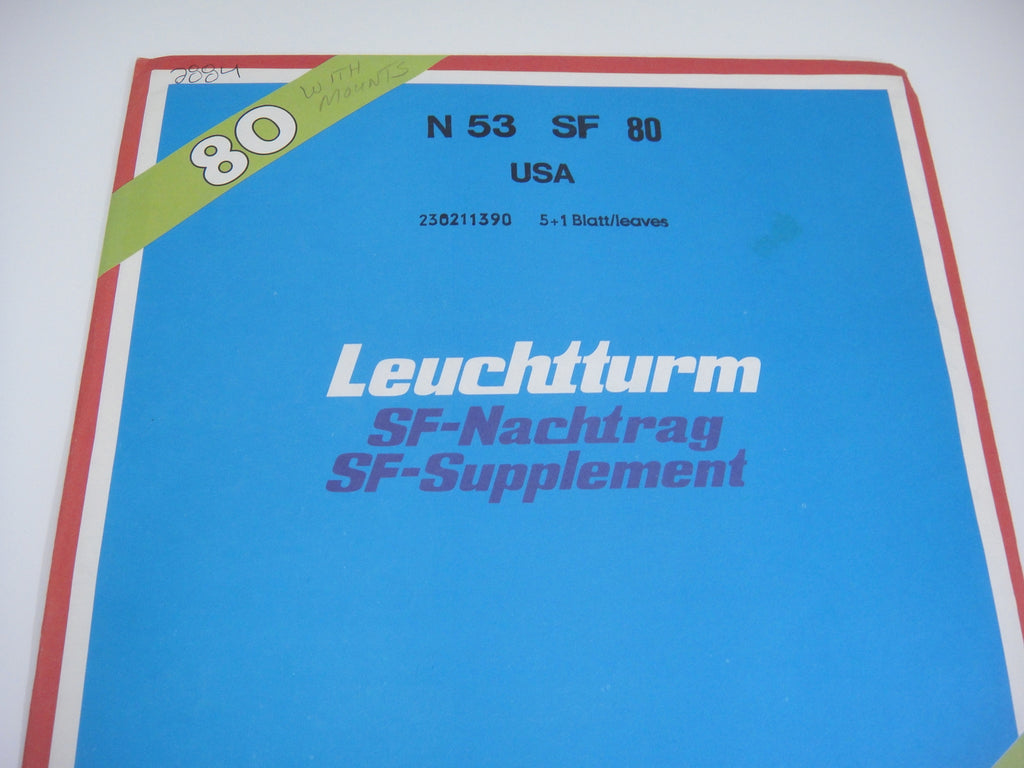 2884
WITH
MOUNTS
80
N 53 SF 80
USA
230211390 5+1 Blatt/leaves
Leuchtturm
SF-Nachtrag
SF-Supplement